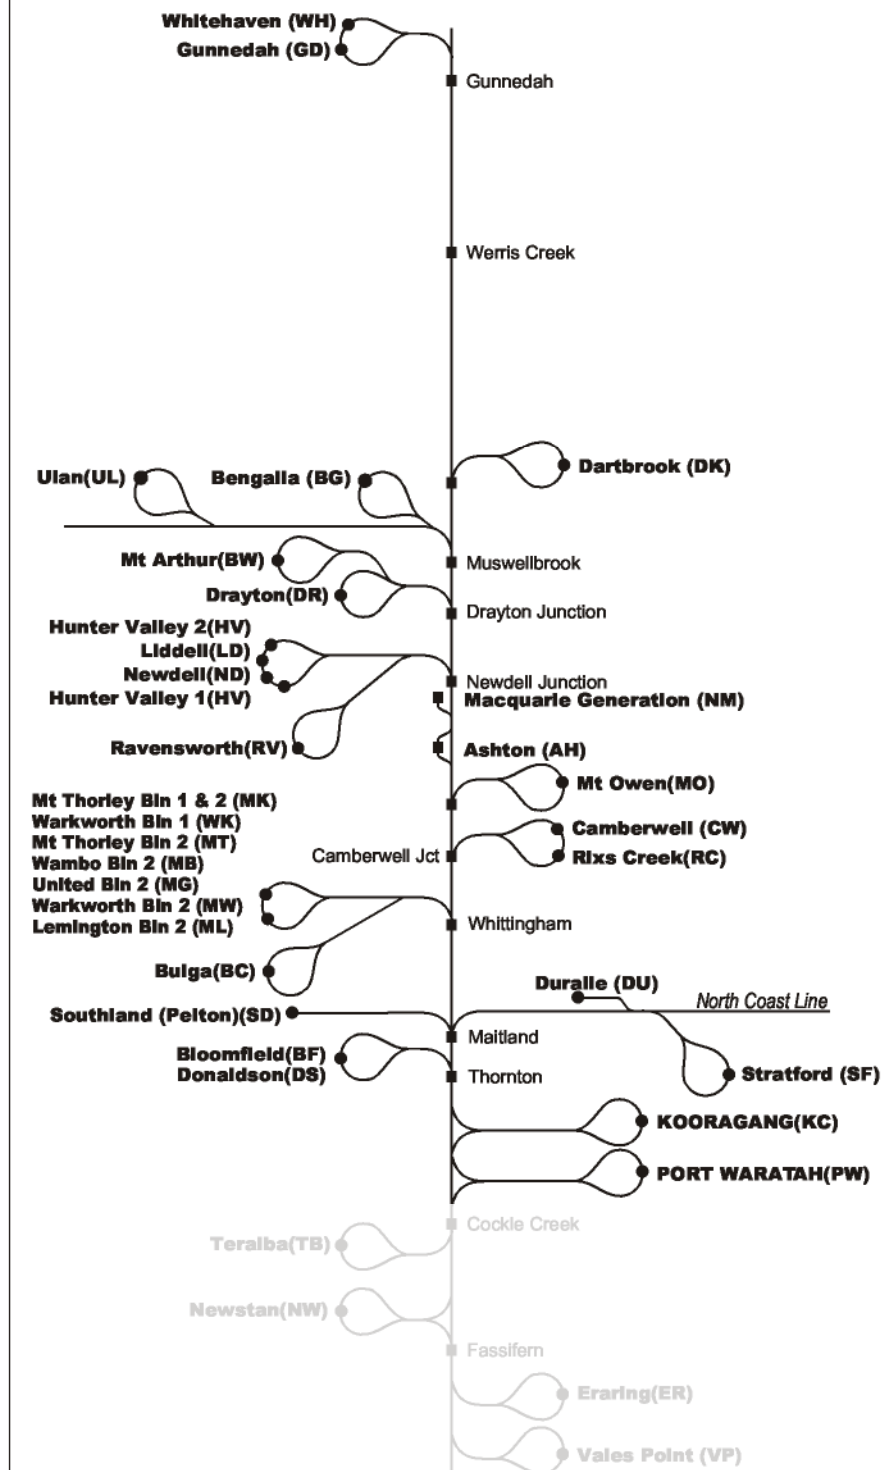 Whitehaven (WH)
Gunnedah (GD)
Gunnedah
Werris Creek
Dartbrook (DK)
Ulan(UL)
Bengalla (BG)
Mt Arthur(BW)
Muswellbrook
Drayton(DR)
Drayton Junction
Hunter Valley 2(HV)
Liddell(LD)
Newdell(ND)
Hunter Valley 1(HV)
Newdell Junction
Macquarie Generation (NM)
Ravensworth(RV)
Ashton (AH)
Mt Owen(MO)
Mt Thorley Bin 1 & 2 (MK)
Warkworth Bin 1 (WK)
Mt Thorley Bin 2 (MT)
Wambo Bin 2 (MB)
United Bin 2 (MG)
Warkworth Bin 2 (MW)
Lemington Bin 2 (ML)
Camberwell Jct
Camberwell (CW)
Rixs Creek(RC)
Whittingham
Bulga(BC)
Duralie (DU)
North Coast Line
Southland (Pelton)(SD)
Maitland
Bloomfield(BF)
Donaldson(DS)
Thornton
Stratford (SF)
KOORAGANG(KC)
PORT WARATAH(PW)
Cockle Creek
Teralba(TB)
Newstan(NW)
Fassifern
Eraring(ER)
Vales Point (VP)